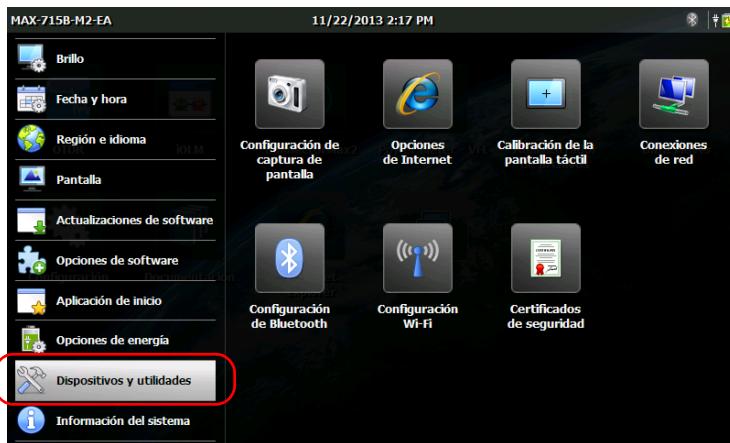 MAX-715B-M2-EA
11/22/2013 2:17 PM
Brillo
Fecha y hora
Región e idioma
Pantalla
Actualizaciones de software
Opciones de software
Aplicación de inicio
Opciones de energía
Dispositivos y utilidades
Información del sistema
Configuración de
captura de
pantalla
Opciones
de Internet
Calibración de la
pantalla táctil
Conexiones
de red
Configuración
de Bluetooth
Configuración
Wi-Fi
Certificados
de seguridad